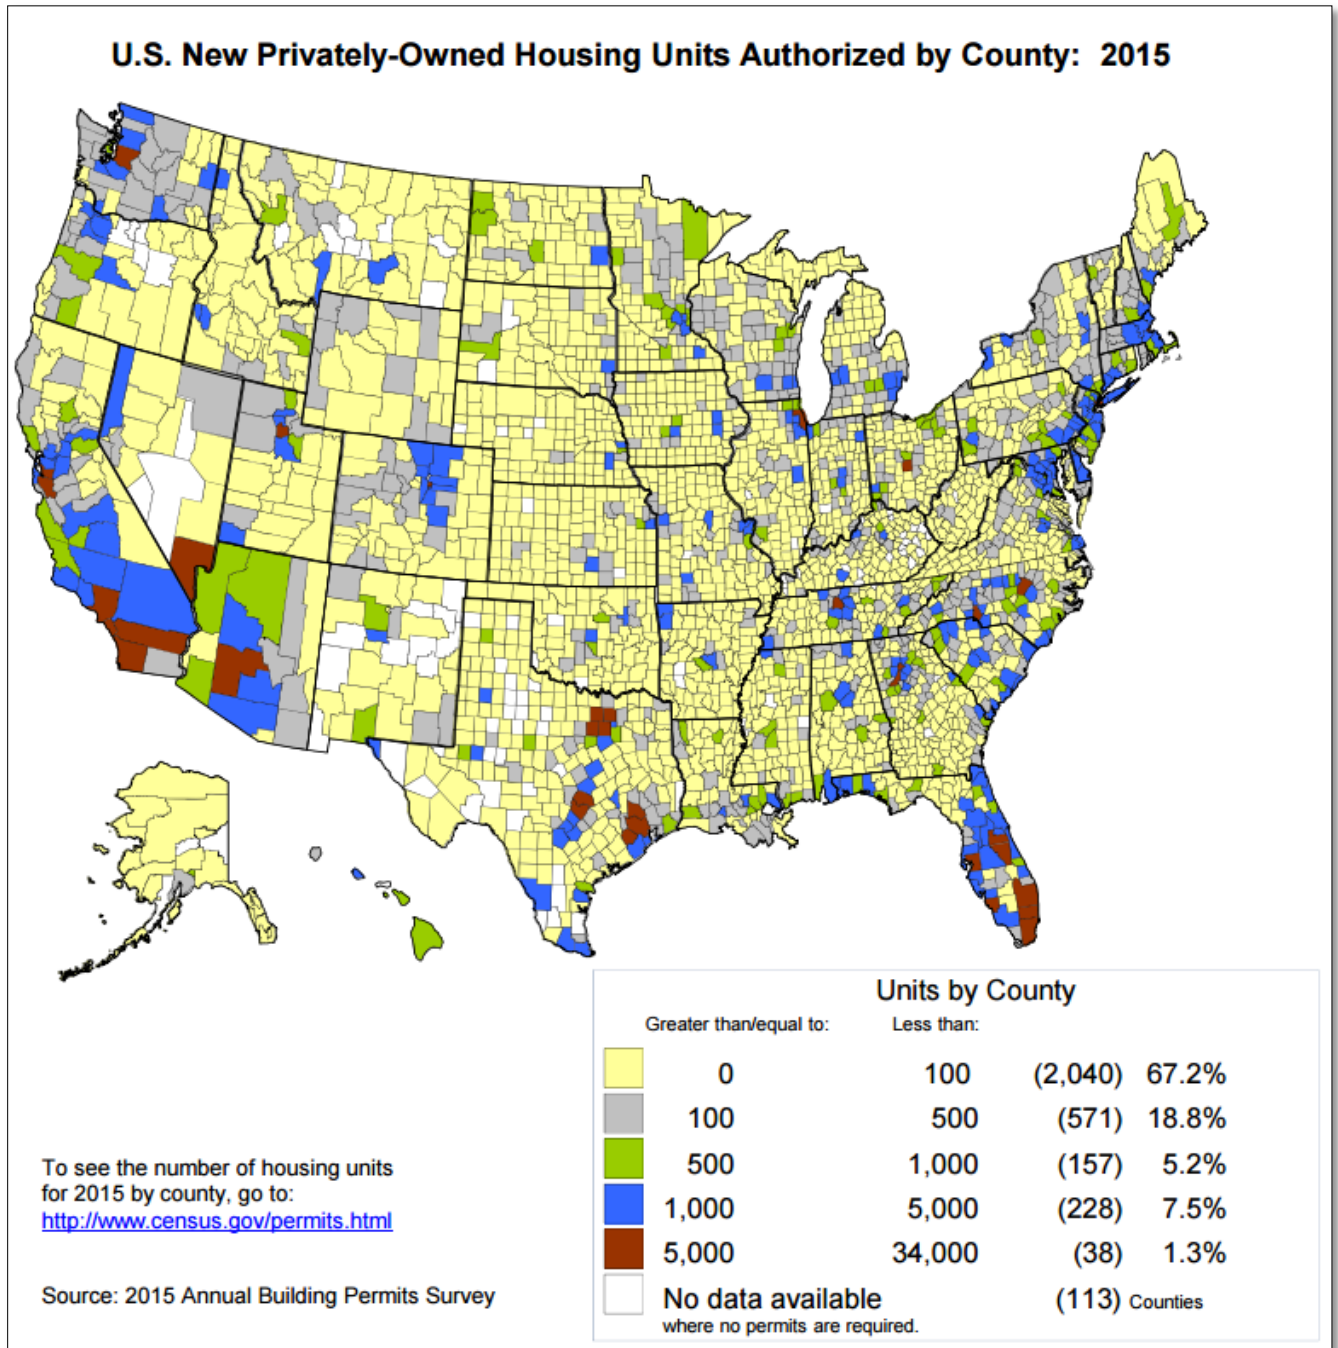 U.S. New Privately-Owned Housing Units Authorized by County: 2015
Units by County
Greater than/equal to: Less than:
0 100 (2,040) 67.2%
100 500 (571) 18.8%
500 1,000 (157) 5.2%
1,000 5,000 (228) 7.5%
5,000 34,000 (38) 1.3%
No data available (113) Counties
where no permits are required.
To see the number of housing units
for 2015 by county, go to:
http://www.census.gov/permits.html
Source: 2015 Annual Building Permits Survey